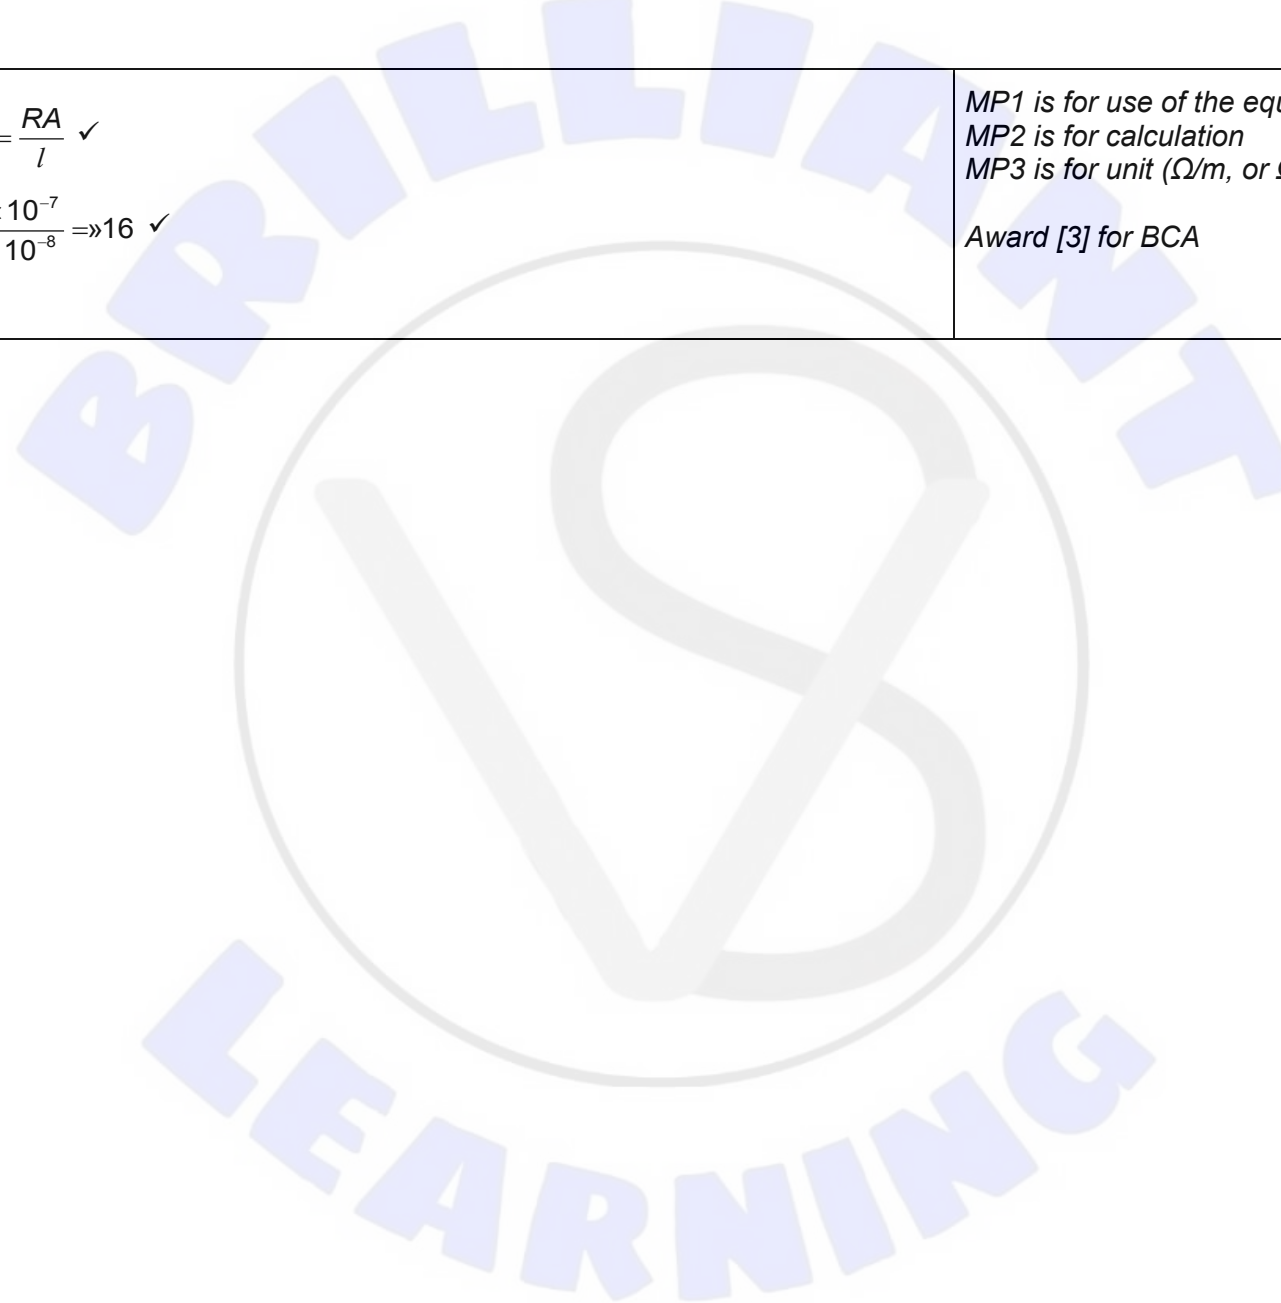 BRILLIANT
= RA/l ✓
× 10⁻⁷ / 10⁻⁸ =»16 ✓
MP1 is for use of the
MP2 is for calculation
MP3 is for unit (Ω/m, or
Award [3] for BCA
VS
LEARNING